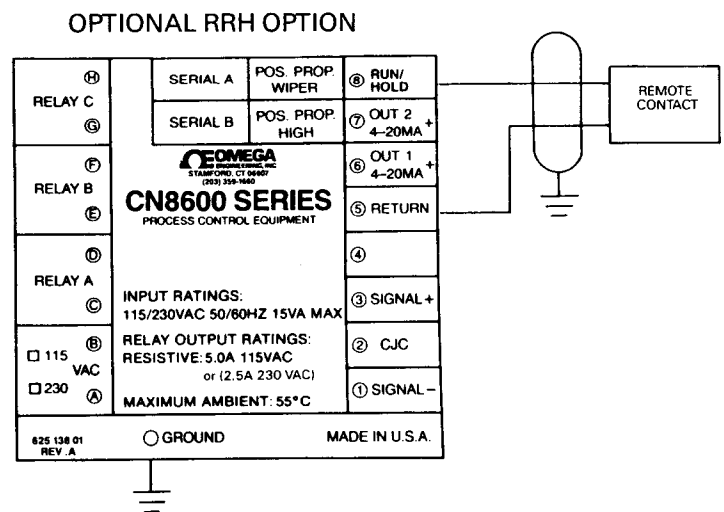 OPTIONAL RRH OPTION
Ⓗ
RELAY C
Ⓖ
SERIAL A
POS. PROP.
WIPER
⑧ RUN/
HOLD
SERIAL B
POS. PROP.
HIGH
⑦ OUT 2
4–20MA +
REMOTE
CONTACT
Ⓕ
RELAY B
Ⓔ
OMEGA
ENGINEERING, INC
STAMFORD, CT 06907
(203) 359-1660
CN8600 SERIES
PROCESS CONTROL EQUIPMENT
⑥ OUT 1
4–20MA +
⑤ RETURN
Ⓓ
RELAY A
Ⓒ
④
③ SIGNAL +
INPUT RATINGS:
115/230VAC 50/60HZ 15VA MAX
Ⓑ
☐ 115
VAC
☐ 230
Ⓐ
RELAY OUTPUT RATINGS:
RESISTIVE: 5.0A 115VAC
or (2.5A 230 VAC)
MAXIMUM AMBIENT: 55°C
② CJC
① SIGNAL –
625 138 01
REV .A
GROUND
MADE IN U.S.A.